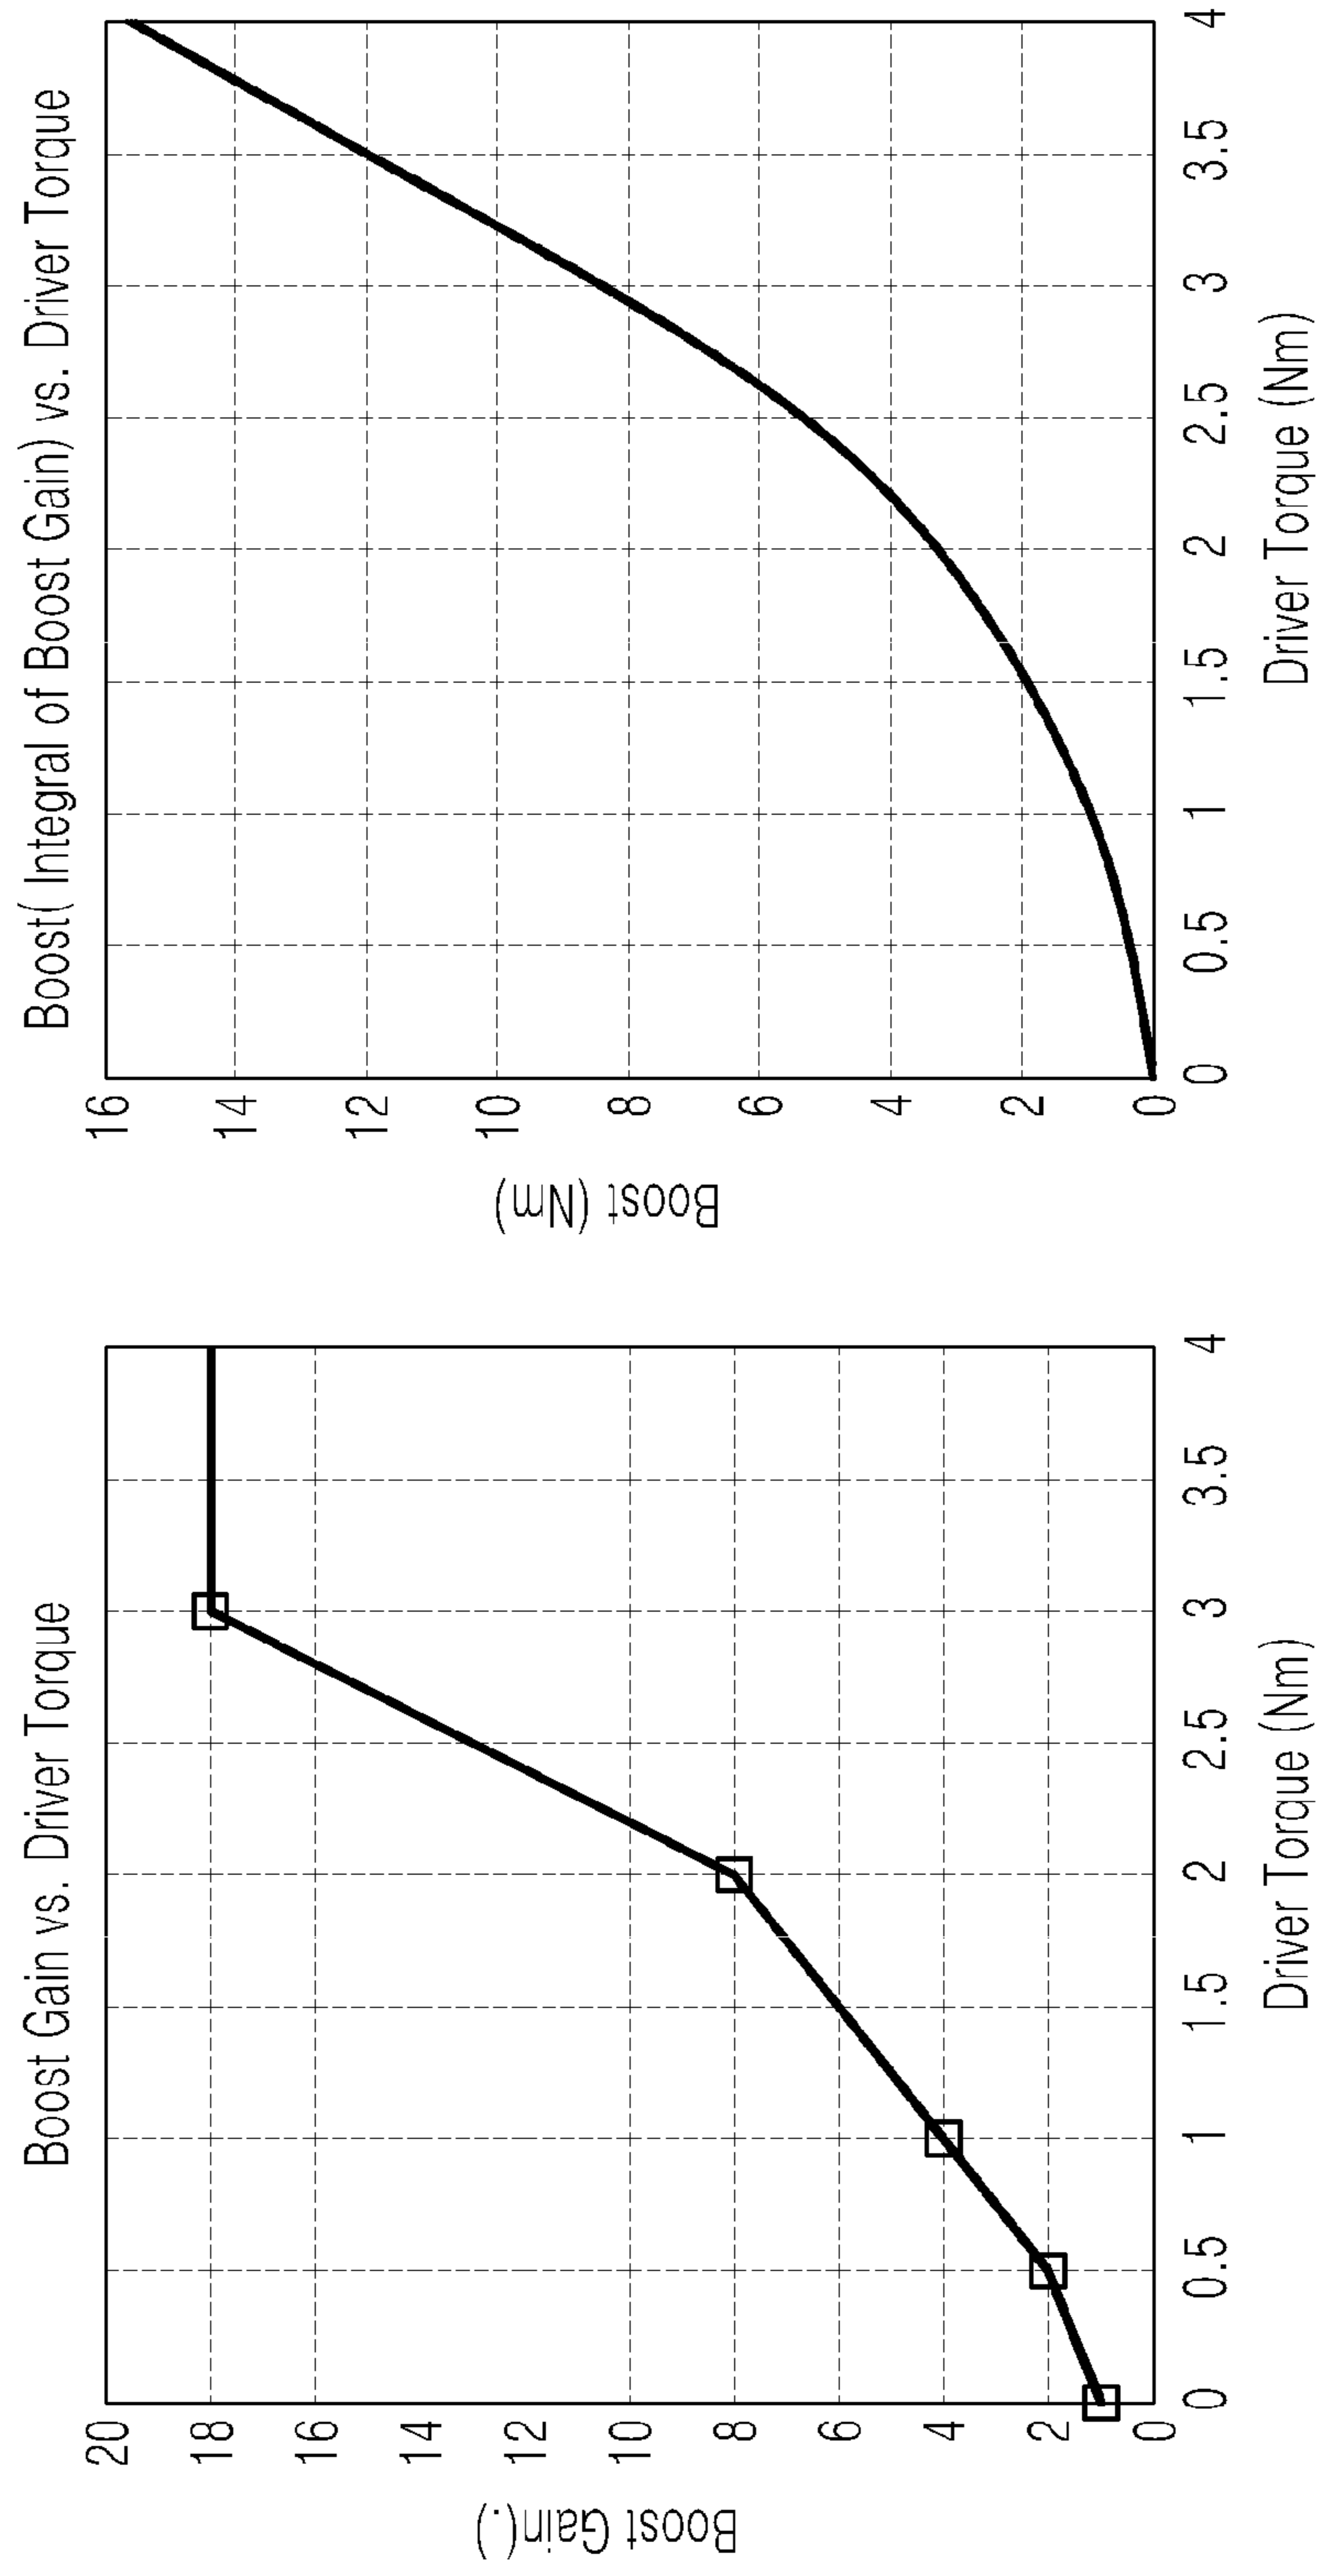 Boost Gain vs. Driver Torque
Boost Gain(.)
20
18
16
14
12
10
8
6
4
2
0
0 0.5 1 1.5 2 2.5 3 3.5 4
Driver Torque (Nm)
Boost( Integral of Boost Gain) vs. Driver Torque
Boost (Nm)
16
14
12
10
8
6
4
2
0
0 0.5 1 1.5 2 2.5 3 3.5 4
Driver Torque (Nm)